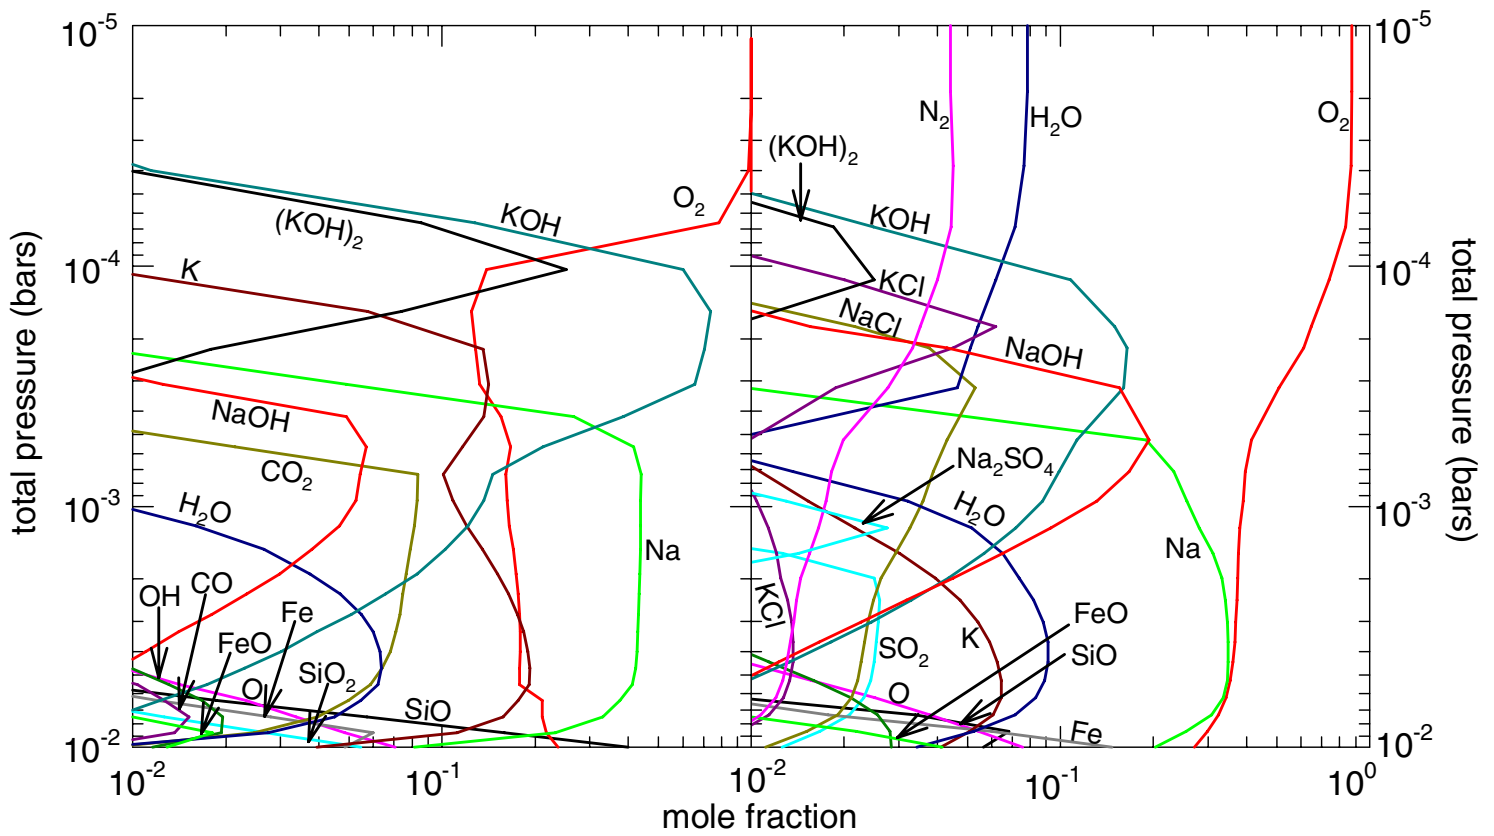 10⁻⁵
10⁻⁴
10⁻³
10⁻²
total pressure (bars)
(KOH)₂
KOH
O₂
K
NaOH
CO₂
H₂O
Na
OH
CO
FeO
Fe
O
SiO₂
SiO
10⁻²
10⁻¹
N₂
H₂O
O₂
(KOH)₂
KOH
KCl
NaCl
NaOH
Na₂SO₄
H₂O
Na
KCl
K
SO₂
FeO
SiO
O
Fe
10⁻²
10⁻¹
10⁰
10⁻⁵
10⁻⁴
10⁻³
10⁻²
total pressure (bars)
mole fraction